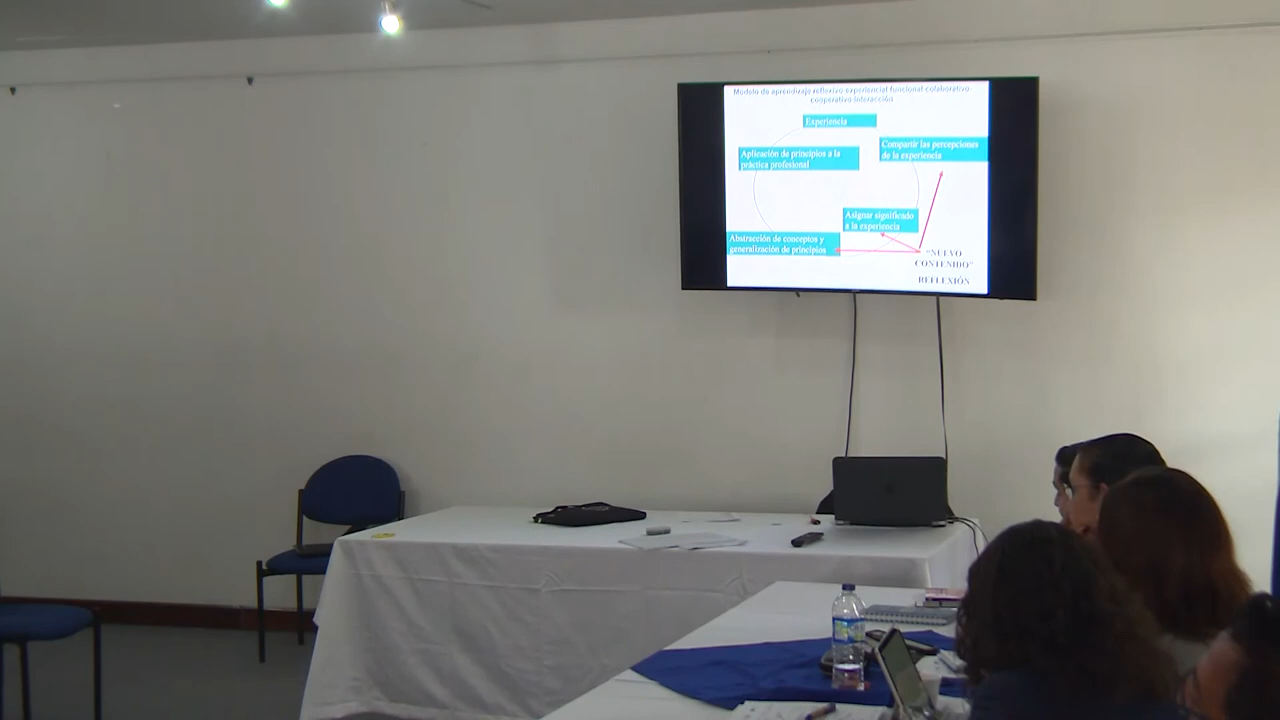 Modelo de aprendizaje reflexivo experiencial funcional colaborativo
cooperativo interacción
Experiencia
Compartir las percepciones
de la experiencia
Aplicación de principios a la
práctica profesional
Asignar significado
a la experiencia
Abstracción de conceptos y
generalización de principios
"NUEVO
CONTENIDO"
REFLEXIÓN